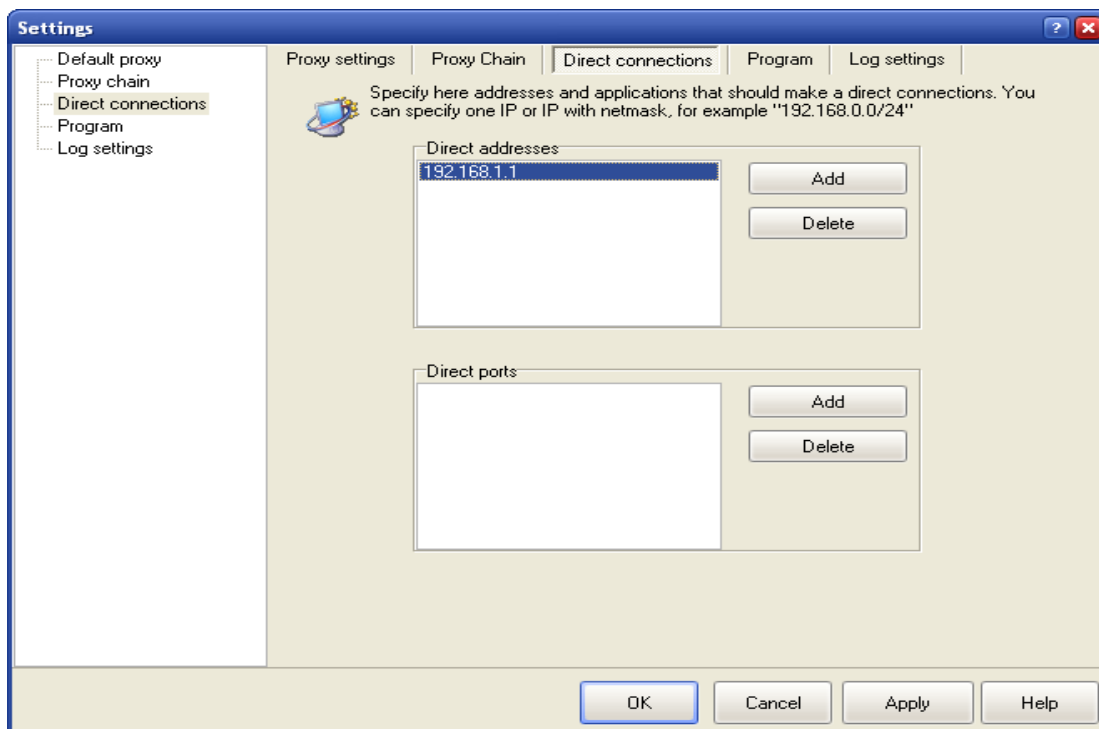 Settings
Default proxy
Proxy chain
Direct connections
Program
Log settings
Proxy settings
Proxy Chain
Direct connections
Program
Log settings
Specify here addresses and applications that should make a direct connections. You
can specify one IP or IP with netmask, for example "192.168.0.0/24"
Direct addresses
192.168.1.1
Add
Delete
Direct ports
Add
Delete
OK
Cancel
Apply
Help